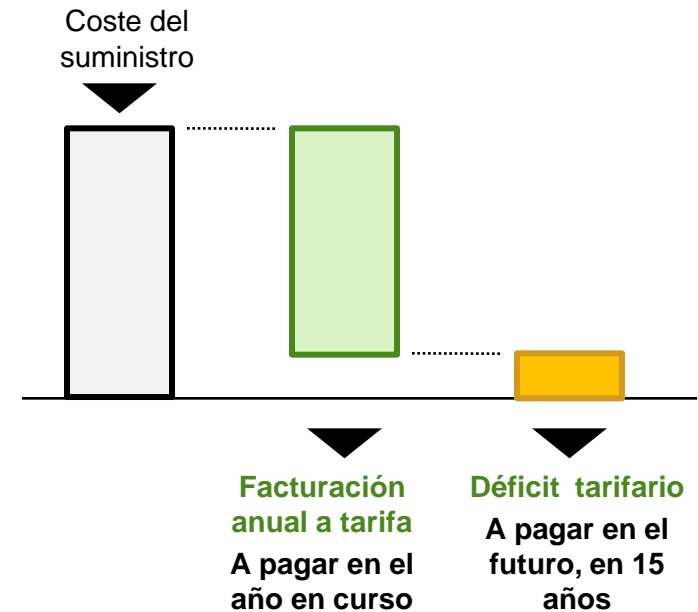 Coste del
suministro
Facturación
anual a tarifa
A pagar en el
año en curso
Déficit tarifario
A pagar en el
futuro, en 15
años